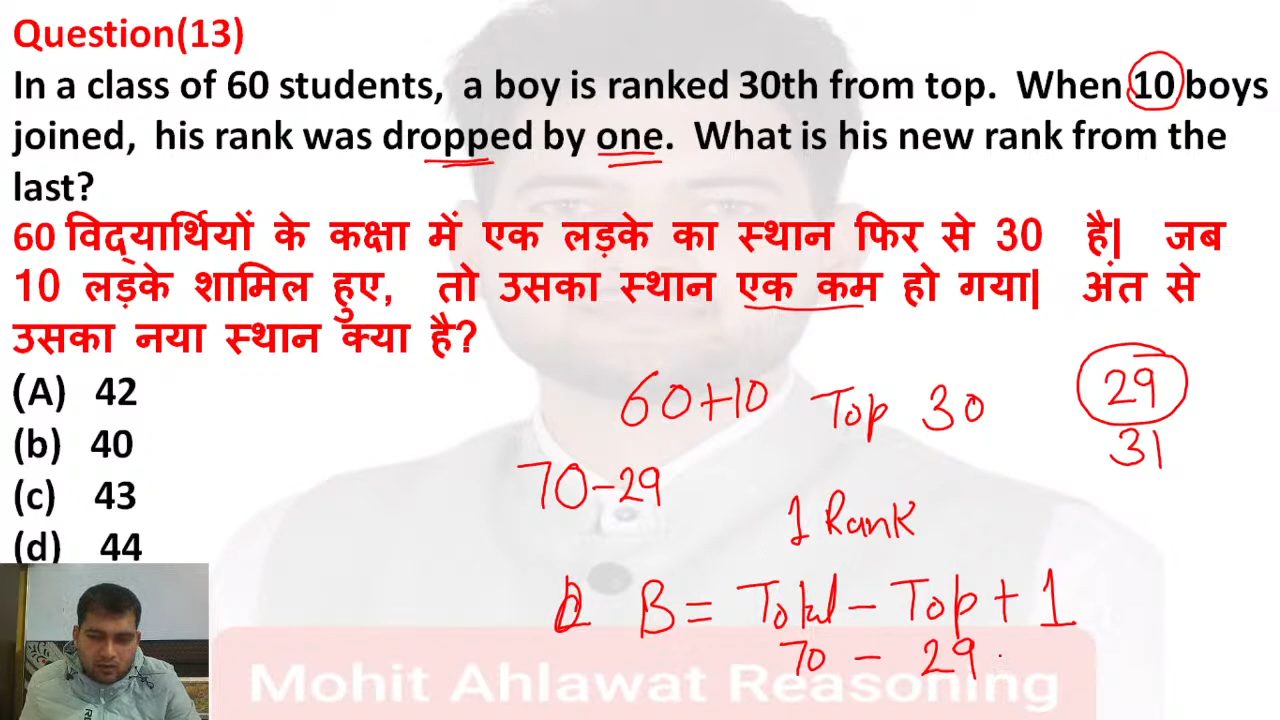 Question(13)
In a class of 60 students, a boy is ranked 30th from top. When 10 boys
joined, his rank was dropped by one. What is his new rank from the
last?
60 विद्यार्थियों के कक्षा में एक लड़के का स्थान फिर से 30 है| जब
10 लड़के शामिल हुए, तो उसका स्थान एक कम हो गया| अंत से
उसका नया स्थान क्या है?
(A) 42
(b) 40
(c) 43
(d) 44
60+10 Top 30 29
31
70-29
1 Rank
B = Total - Top + 1
70 - 29
Mohit Ahlawat Reasoning